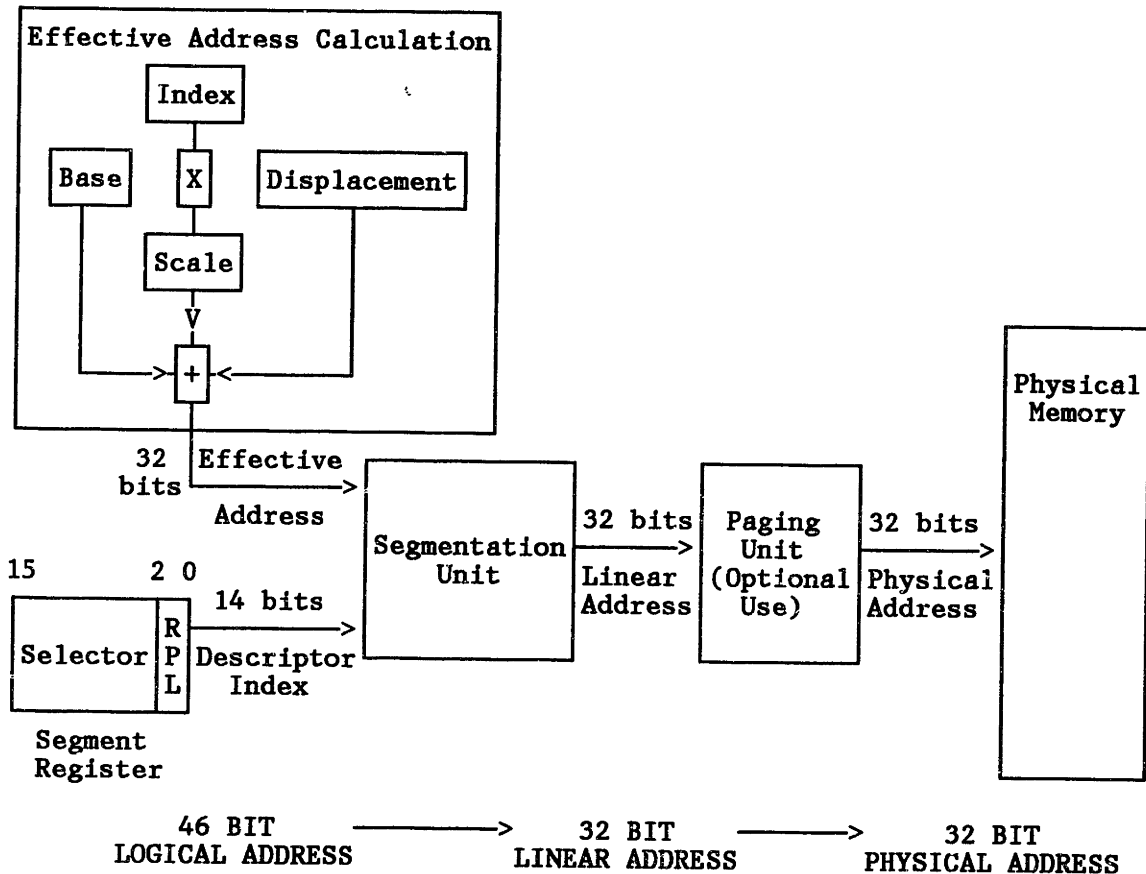 Effective Address Calculation
Index
Base
X
Displacement
Scale
V
>
+
<
32
bits
Effective
Address
>
Segmentation
Unit
32 bits
>
Linear
Address
Paging
Unit
(Optional
Use)
32 bits
>
Physical
Address
Physical
Memory
15
2 0
Selector
R
P
L
14 bits
>
Descriptor
Index
Segment
Register
46 BIT
LOGICAL ADDRESS
>
32 BIT
LINEAR ADDRESS
>
32 BIT
PHYSICAL ADDRESS